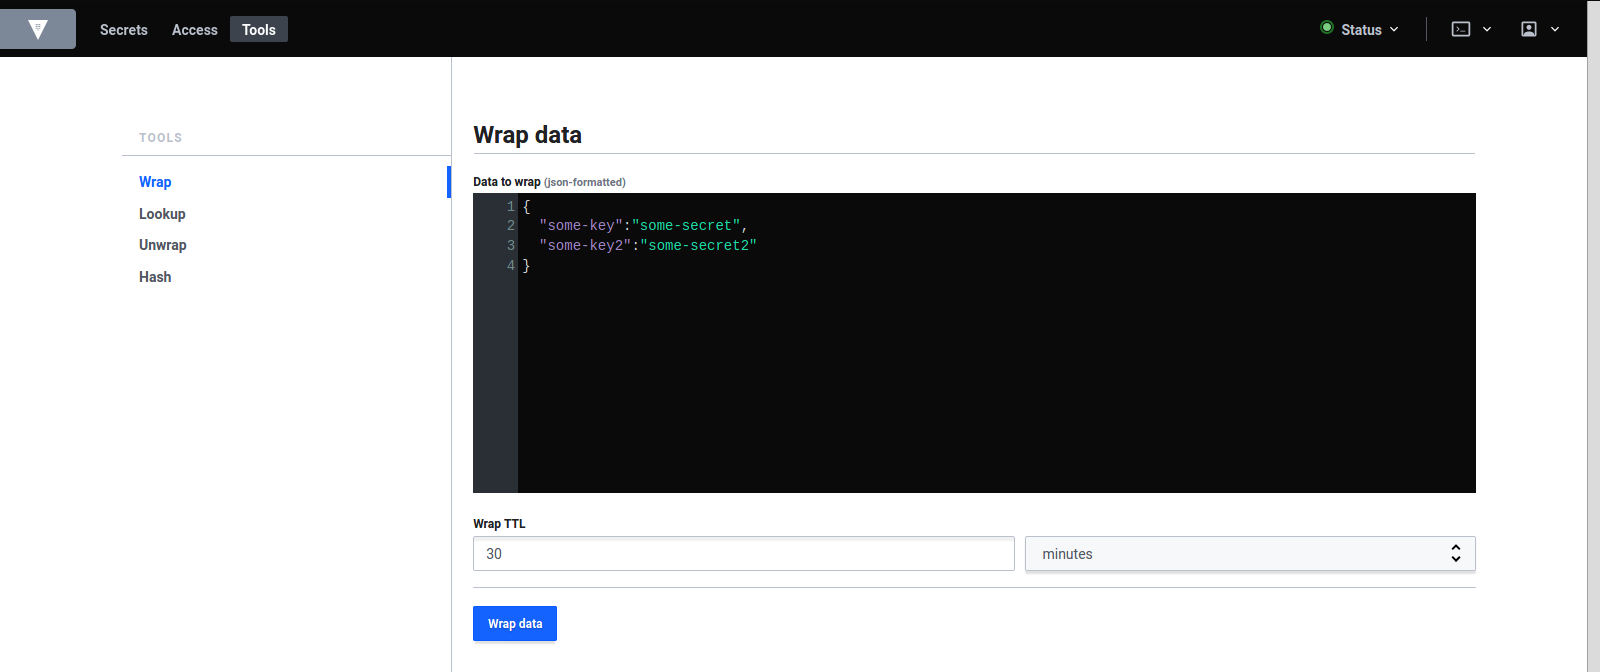 Secrets Access Tools Status
TOOLS
Wrap
Lookup
Unwrap
Hash
Wrap data
Data to wrap (json-formatted)
1 {
2 "some-key":"some-secret",
3 "some-key2":"some-secret2"
4 }
Wrap TTL
30 minutes
Wrap data